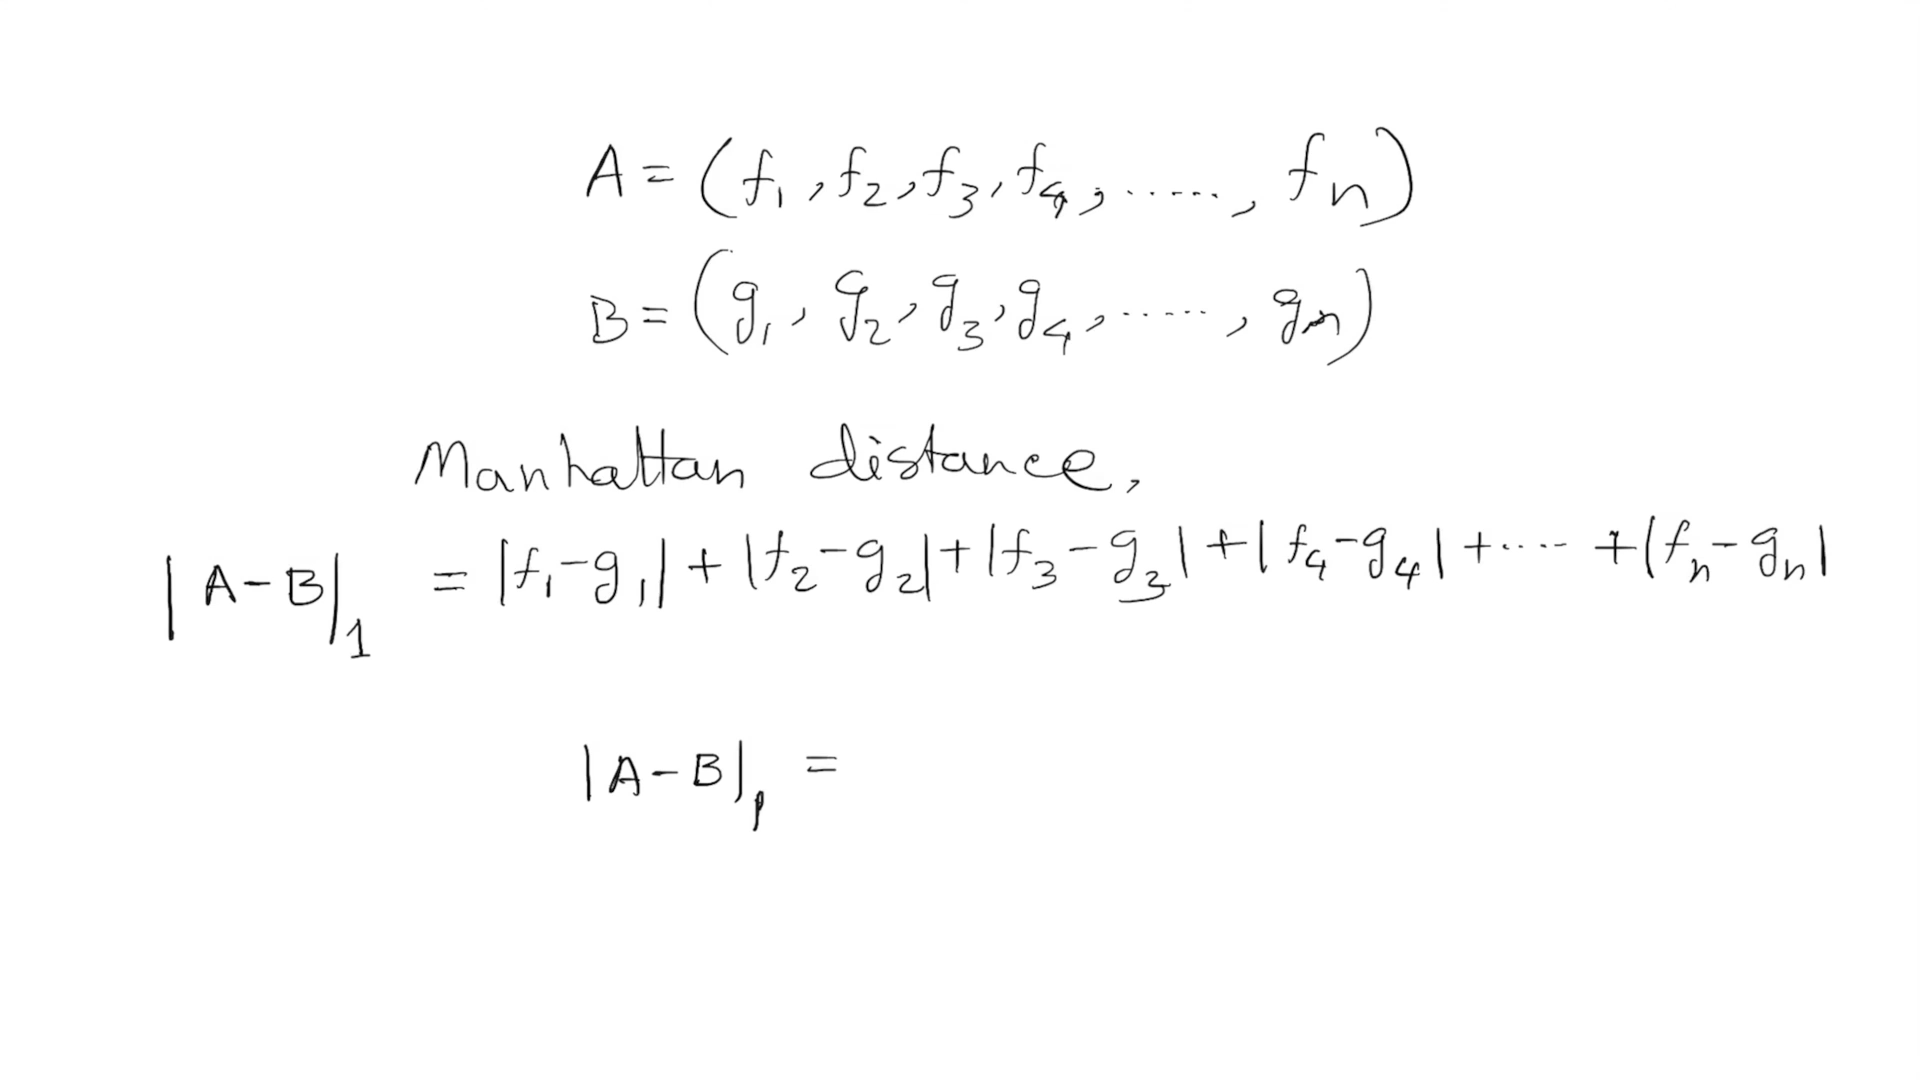 A = (f₁, f₂, f₃, f₄, ......, fₙ)
B = (g₁, g₂, g₃, g₄, ......, gₙ)
Manhattan distance,
|A-B|₁ = |f₁-g₁| + |f₂-g₂| + |f₃-g₃| + |f₄-g₄| + ..... + |fₙ-gₙ|
|A-B|ₚ =